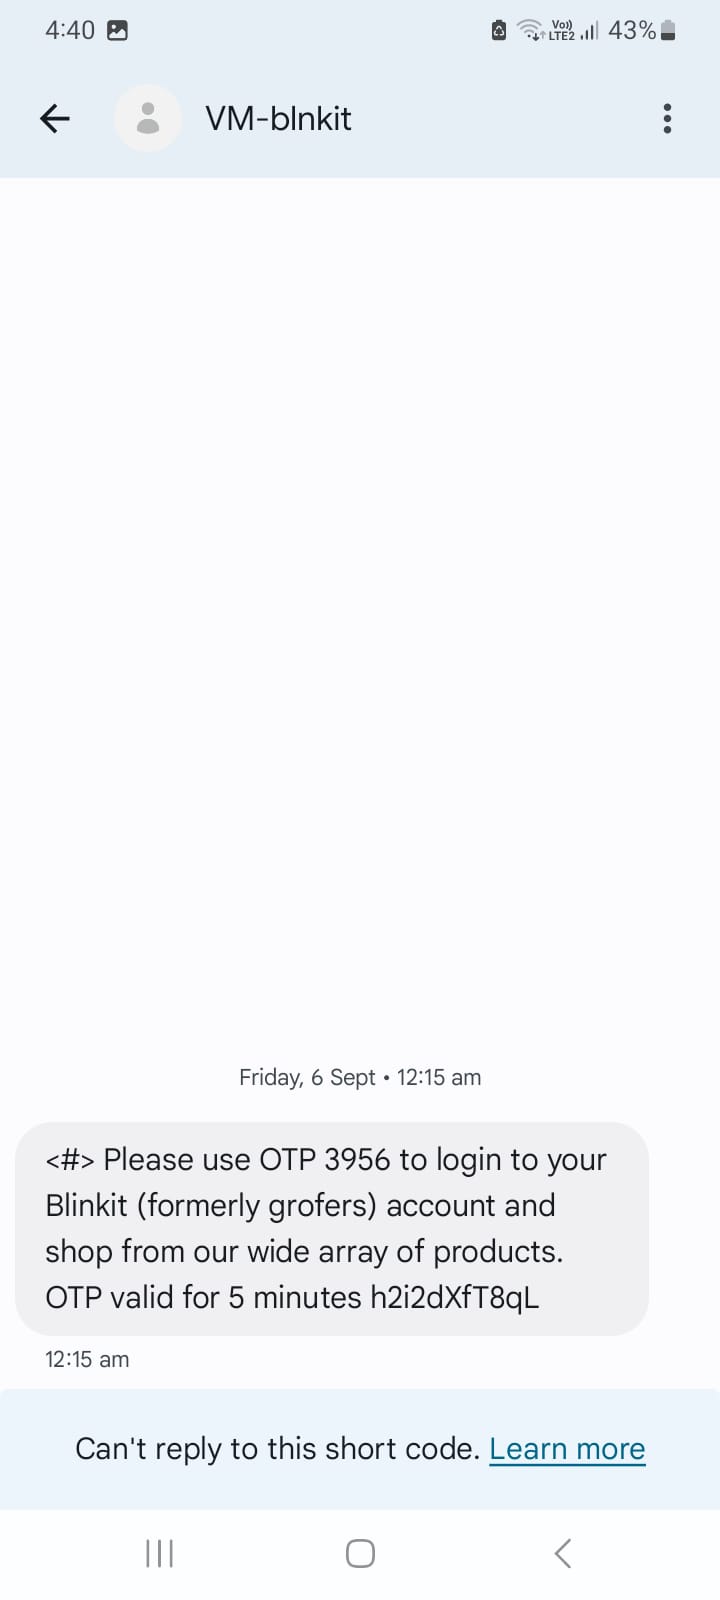 4:40
Vo)) LTE2 43%
VM-blnkit
Friday, 6 Sept • 12:15 am
<#> Please use OTP 3956 to login to your
Blinkit (formerly grofers) account and
shop from our wide array of products.
OTP valid for 5 minutes h2i2dXfT8qL
12:15 am
Can't reply to this short code. Learn more